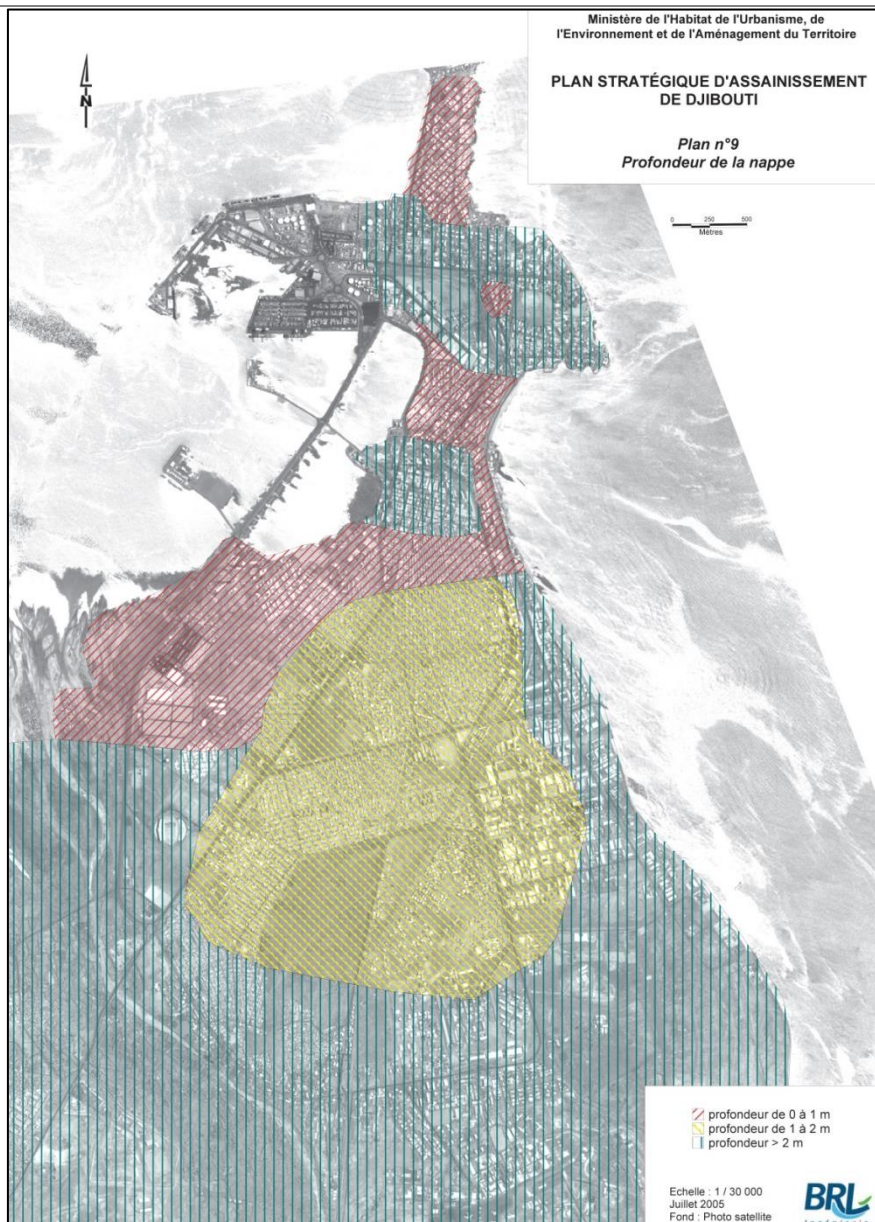 Ministère de l'Habitat de l'Urbanisme, de
l'Environnement et de l'Aménagement du Territoire
PLAN STRATÉGIQUE D'ASSAINISSEMENT
DE DJIBOUTI
Plan n°9
Profondeur de la nappe
N
0 250 500
Mètres
profondeur de 0 à 1 m
profondeur de 1 à 2 m
profondeur > 2 m
Echelle : 1 / 30 000
Juillet 2005
Fond : Photo satellite
BRL